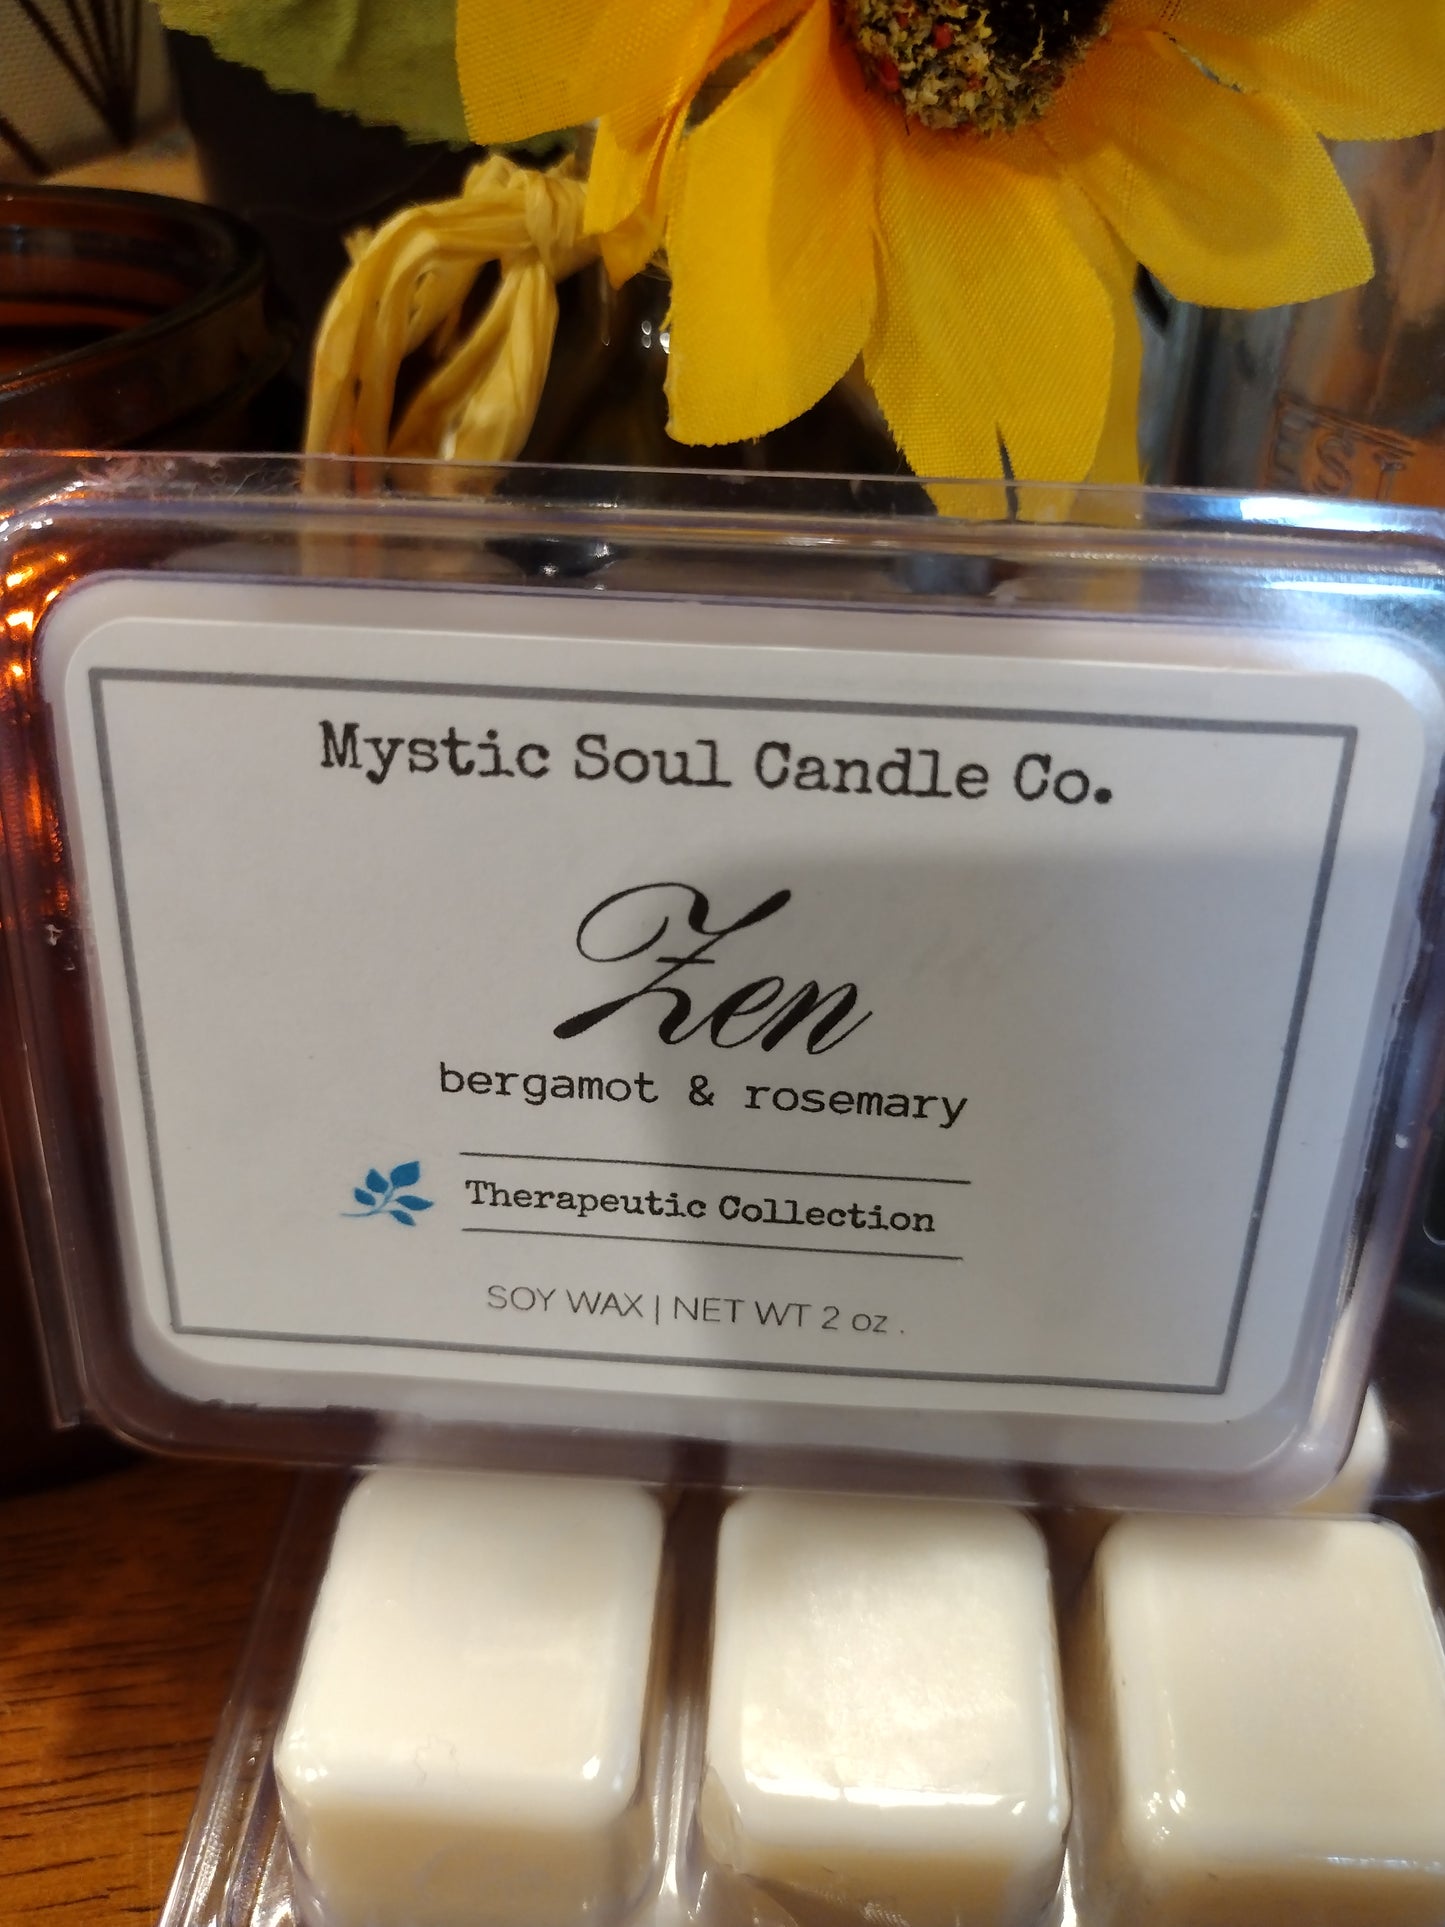 Mystic Soul Candle Co.
Zen
bergamot & rosemary
Therapeutic Collection
SOY WAX | NET WT 2 oz .